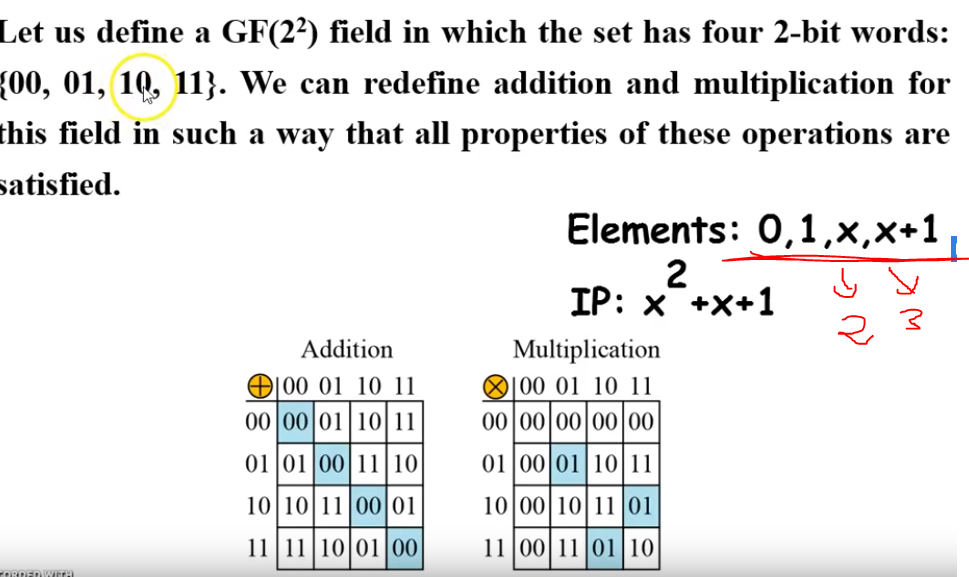 Let us define a GF(2²) field in which the set has four 2-bit words:
{00, 01, 10, 11}. We can redefine addition and multiplication for
this field in such a way that all properties of these operations are
satisfied.
Elements: 0,1,x,x+1
IP: x²+x+1
2 3
Addition
⊕ 00 01 10 11
00 00 01 10 11
01 01 00 11 10
10 10 11 00 01
11 11 10 01 00
Multiplication
⊗ 00 01 10 11
00 00 00 00 00
01 00 01 10 11
10 00 10 11 01
11 00 11 01 10